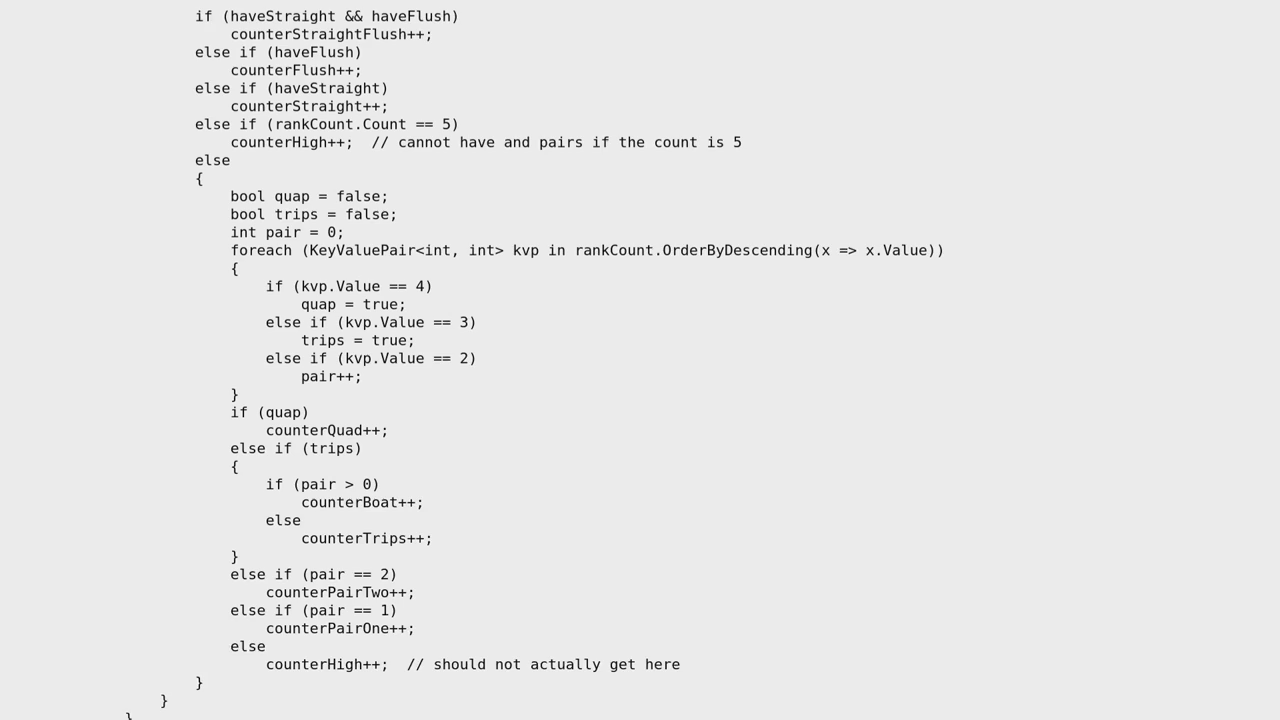 if (haveStraight && haveFlush)
counterStraightFlush++;
else if (haveFlush)
counterFlush++;
else if (haveStraight)
counterStraight++;
else if (rankCount.Count == 5)
counterHigh++;  // cannot have and pairs if the count is 5
else
{
bool quap = false;
bool trips = false;
int pair = 0;
foreach (KeyValuePair<int, int> kvp in rankCount.OrderByDescending(x => x.Value))
{
if (kvp.Value == 4)
quap = true;
else if (kvp.Value == 3)
trips = true;
else if (kvp.Value == 2)
pair++;
}
if (quap)
counterQuad++;
else if (trips)
{
if (pair > 0)
counterBoat++;
else
counterTrips++;
}
else if (pair == 2)
counterPairTwo++;
else if (pair == 1)
counterPairOne++;
else
counterHigh++;  // should not actually get here
}
}
}